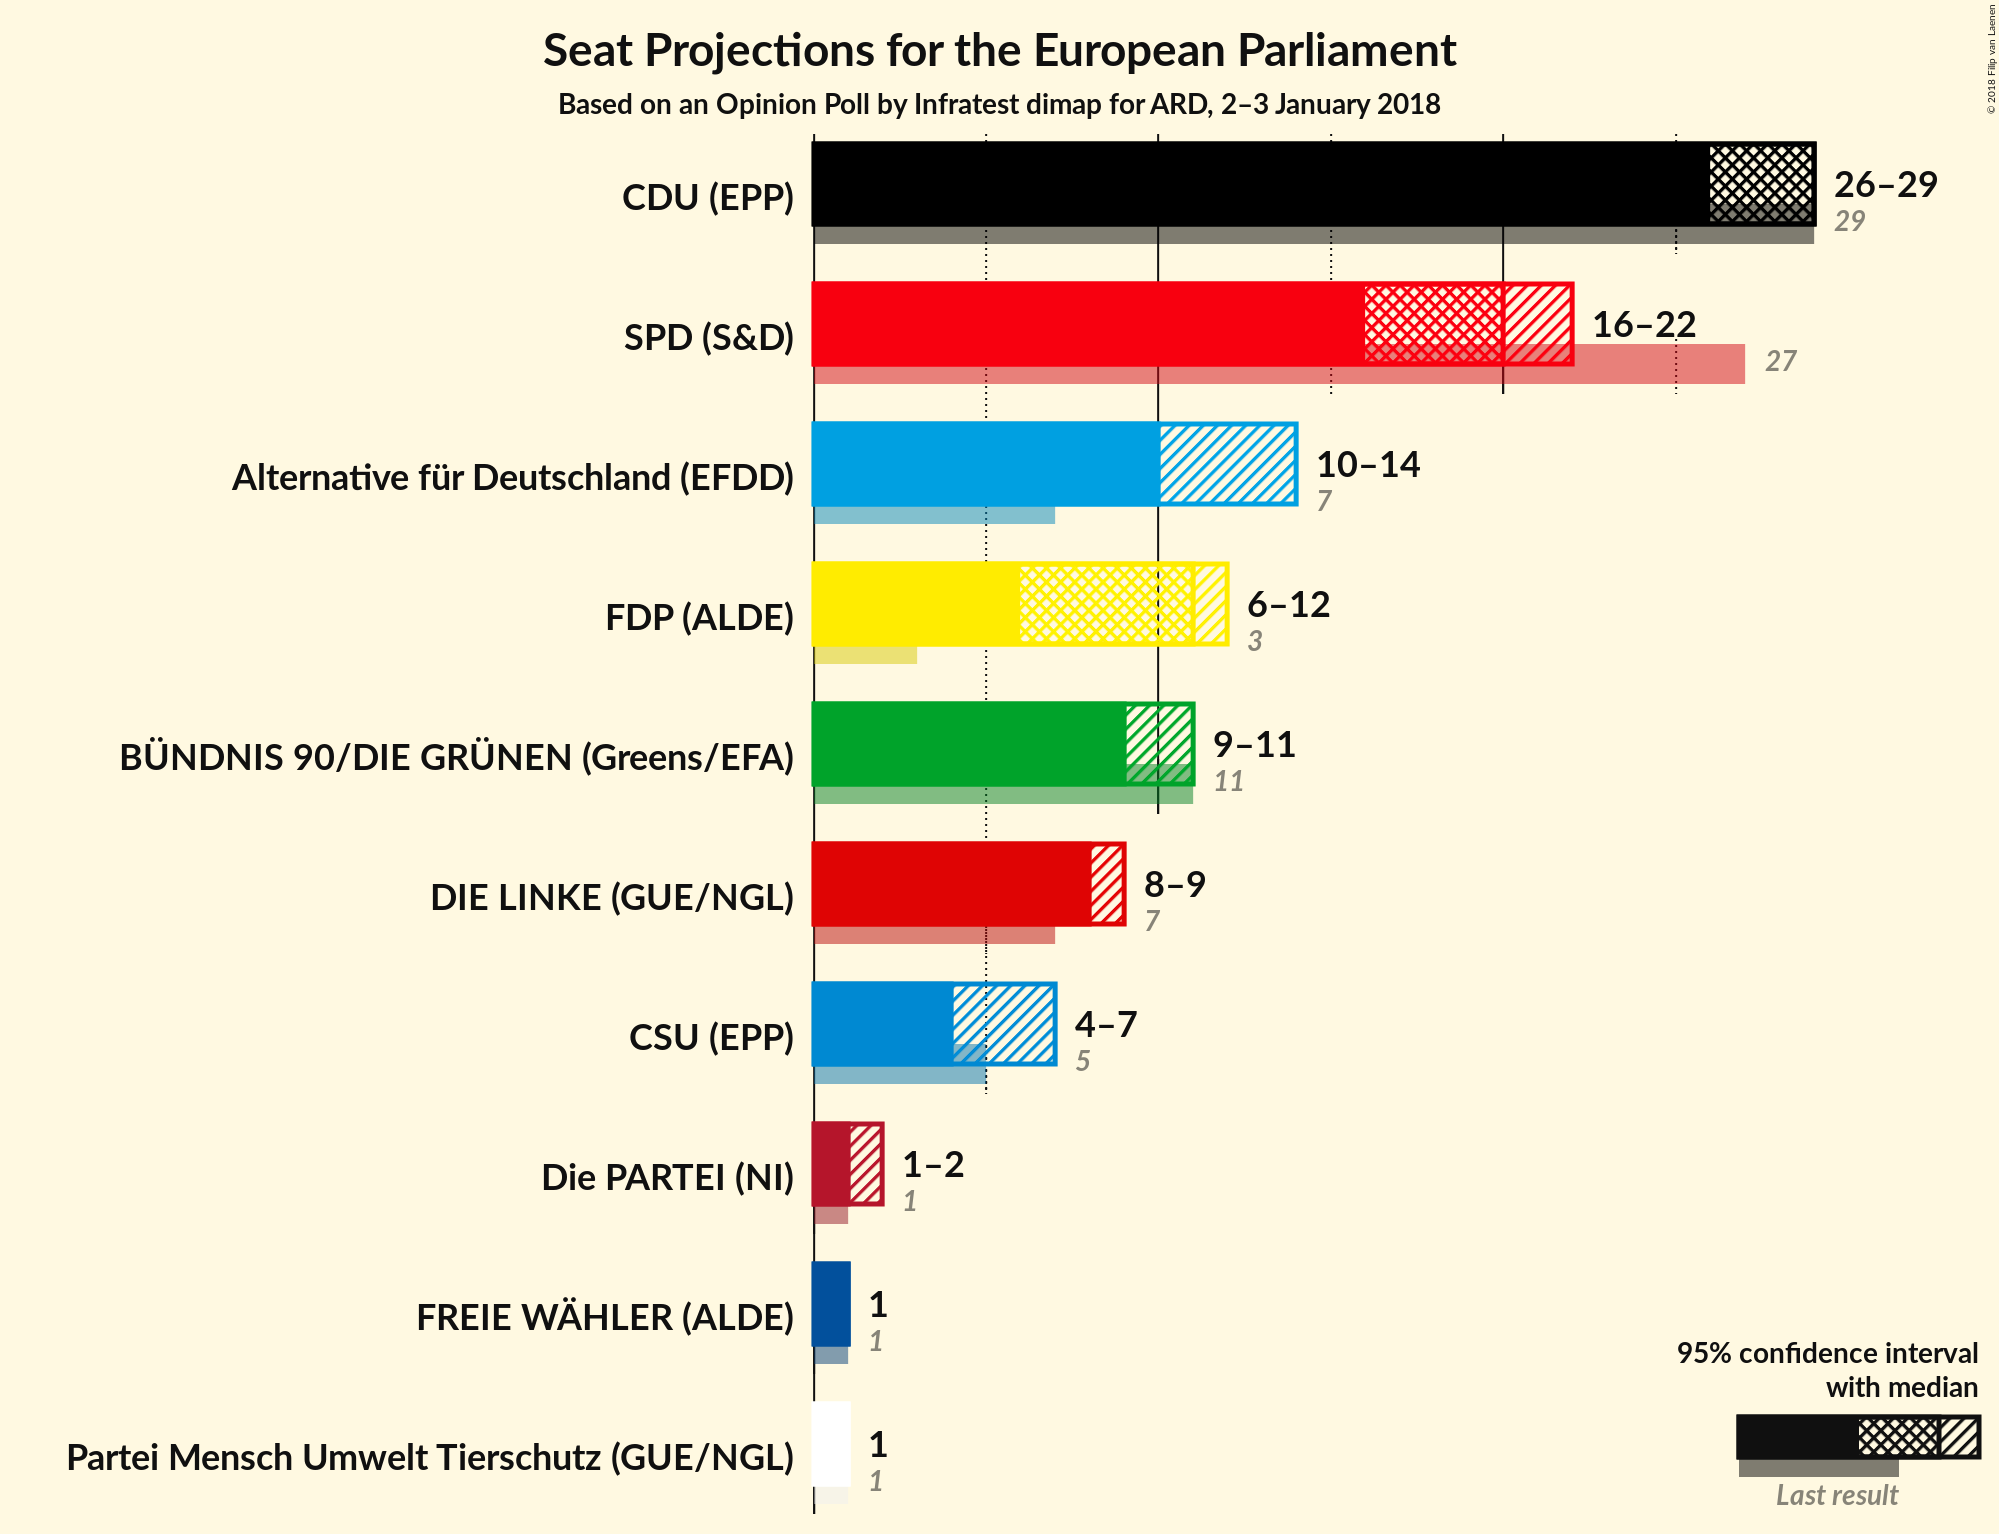 Seat Projections for the European Parliament
Based on an Opinion Poll by Infratest dimap for ARD, 2–3 January 2018
© 2018 Filip van Laenen
CDU (EPP)
26–29
29
SPD (S&D)
16–22
27
Alternative für Deutschland (EFDD)
10–14
7
FDP (ALDE)
6–12
3
BÜNDNIS 90/DIE GRÜNEN (Greens/EFA)
9–11
11
DIE LINKE (GUE/NGL)
8–9
7
CSU (EPP)
4–7
5
Die PARTEI (NI)
1–2
1
FREIE WÄHLER (ALDE)
1
1
Partei Mensch Umwelt Tierschutz (GUE/NGL)
1
1
95% confidence interval
with median
Last result